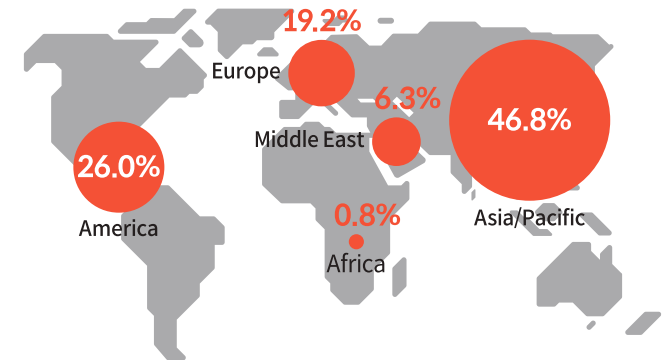 19.2%
Europe
6.3%
Middle East
46.8%
26.0%
America
0.8%
Africa
Asia/Pacific